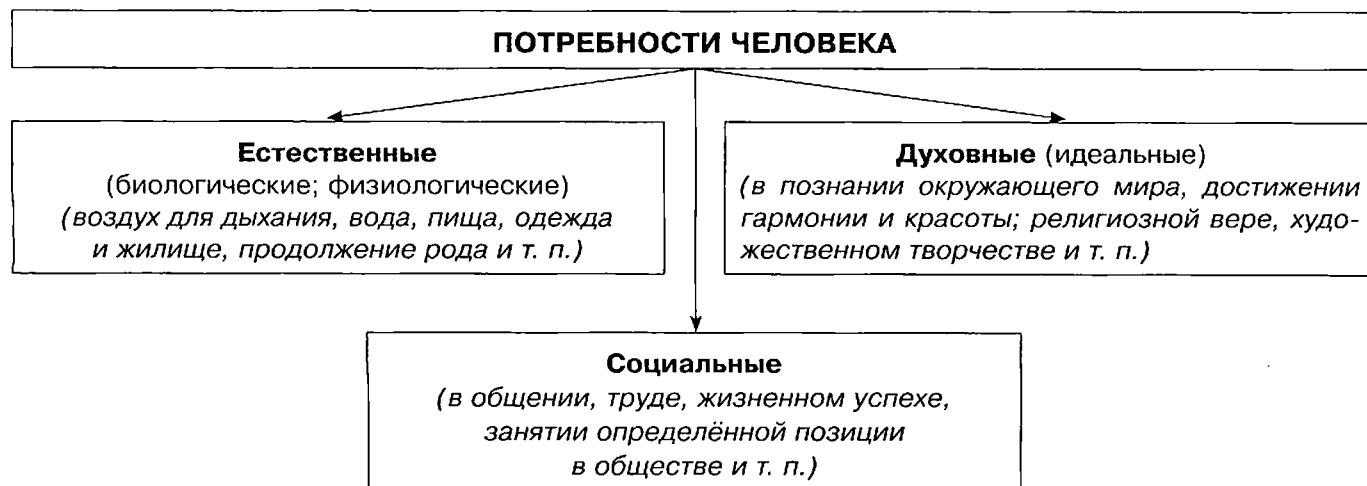 ПОТРЕБНОСТИ ЧЕЛОВЕКА
Естественные
(биологические; физиологические)
(воздух для дыхания, вода, пища, одежда
и жилище, продолжение рода и т. п.)
Духовные (идеальные)
(в познании окружающего мира, достижении
гармонии и красоты; религиозной вере, худо-
жественном творчестве и т. п.)
Социальные
(в общении, труде, жизненном успехе,
занятии определённой позиции
в обществе и т. п.)